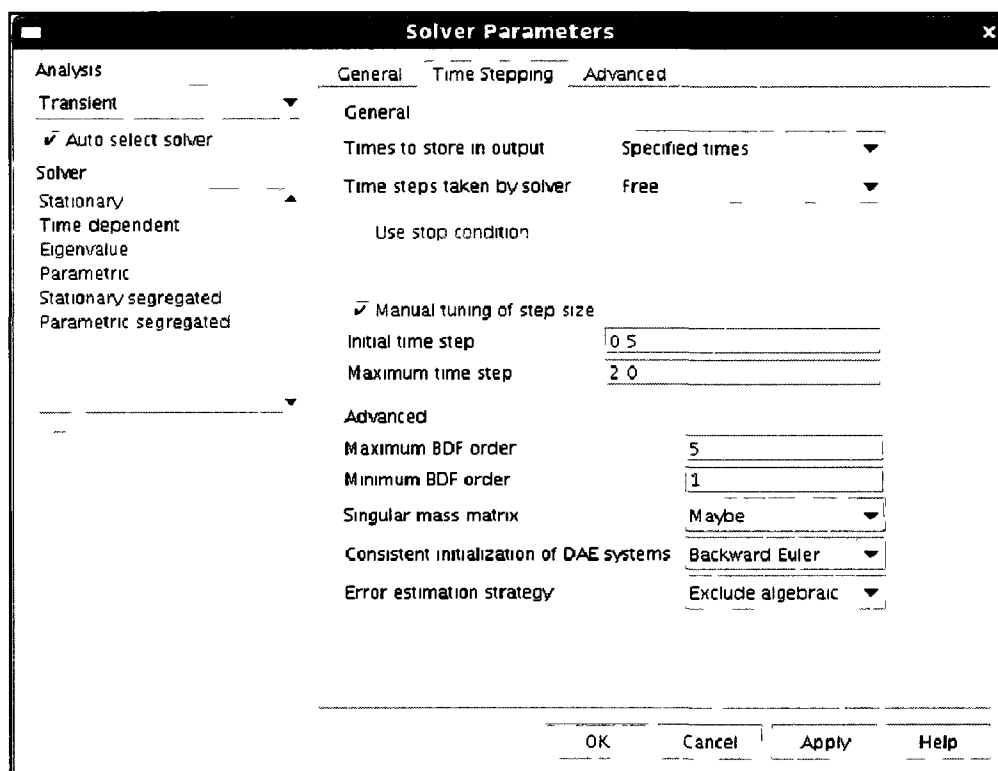 Solver Parameters
Analysis
Transient
Auto select solver
Solver
Stationary
Time dependent
Eigenvalue
Parametric
Stationary segregated
Parametric segregated
General Time Stepping Advanced
General
Times to store in output Specified times
Time steps taken by solver Free
Use stop condition
Manual tuning of step size
Initial time step 0 5
Maximum time step 2 0
Advanced
Maximum BDF order 5
Minimum BDF order 1
Singular mass matrix Maybe
Consistent initialization of DAE systems Backward Euler
Error estimation strategy Exclude algebraic
OK Cancel Apply Help